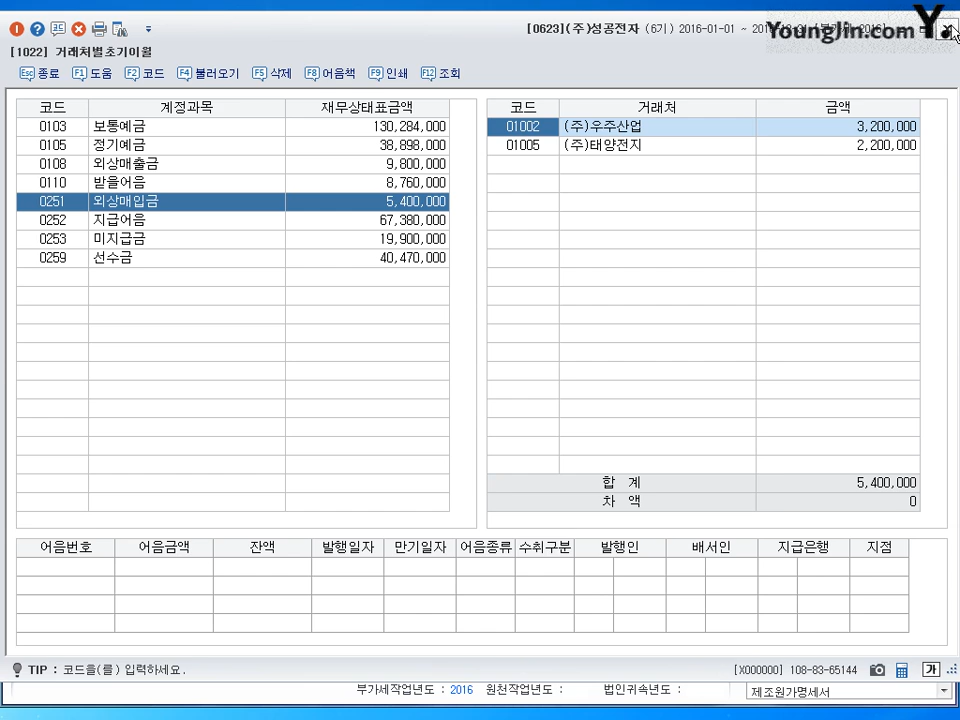 [0623](주)성공전자 (6기) 2016-01-01 ~
Younglin.com Y
[1022] 거래처별초기이월
Esc 종료 F1 도움 F2 코드 F4 불러오기 F5 삭제 F8 어음책 F9 인쇄 F12 조회
코드 계정과목 재무상태표금액
0103 보통예금 130,284,000
0105 정기예금 38,898,000
0108 외상매출금 9,800,000
0110 받을어음 8,760,000
0251 외상매입금 5,400,000
0252 지급어음 67,380,000
0253 미지급금 19,900,000
0259 선수금 40,470,000
코드 거래처 금액
01002 (주)우주산업 3,200,000
01005 (주)태양전지 2,200,000
합 계 5,400,000
차 액 0
어음번호 어음금액 잔액 발행일자 만기일자 어음종류 수취구분 발행인 배서인 지급은행 지점
TIP : 코드을(를) 입력하세요.
[X000000] 108-83-65144 가
부가세작업년도 : 2016 원천작업년도 : 법인귀속년도 : 제조원가명세서